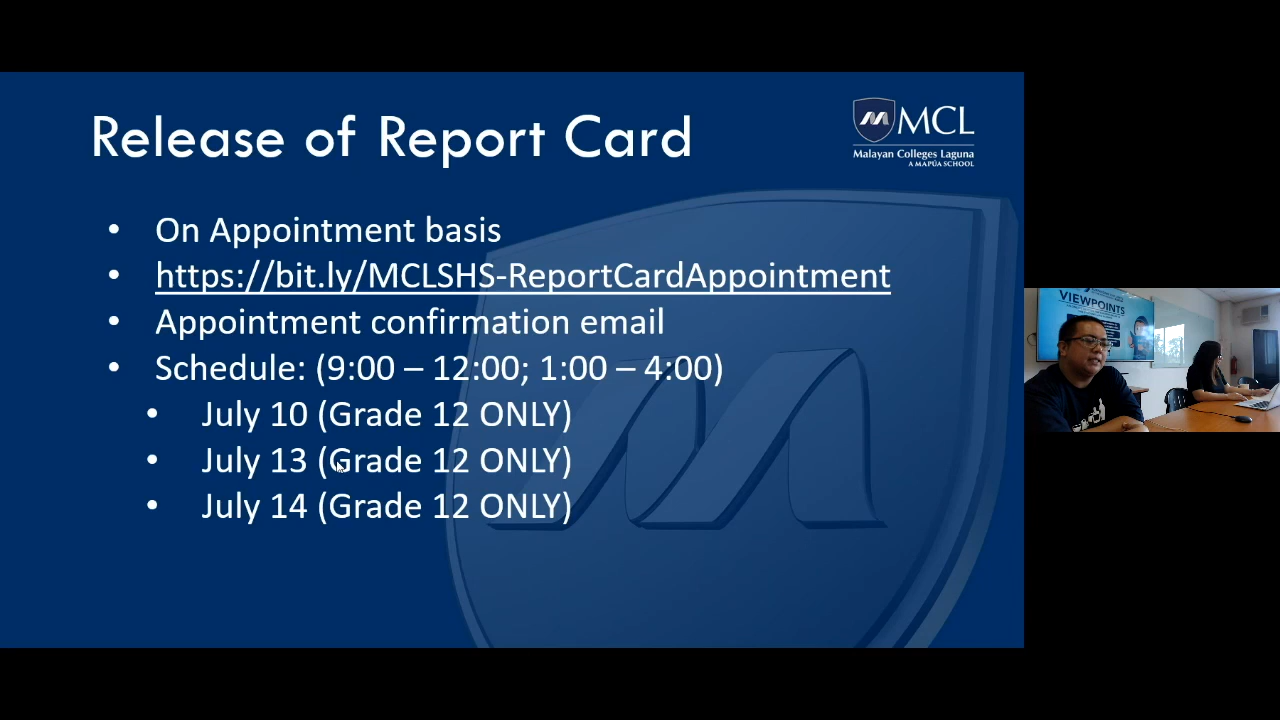 Release of Report Card
MCL
Malayan Colleges Laguna
A MAPÚA SCHOOL
• On Appointment basis
• https://bit.ly/MCLSHS-ReportCardAppointment
• Appointment confirmation email
• Schedule: (9:00 – 12:00; 1:00 – 4:00)
• July 10 (Grade 12 ONLY)
• July 13 (Grade 12 ONLY)
• July 14 (Grade 12 ONLY)
VIEWPOINTS